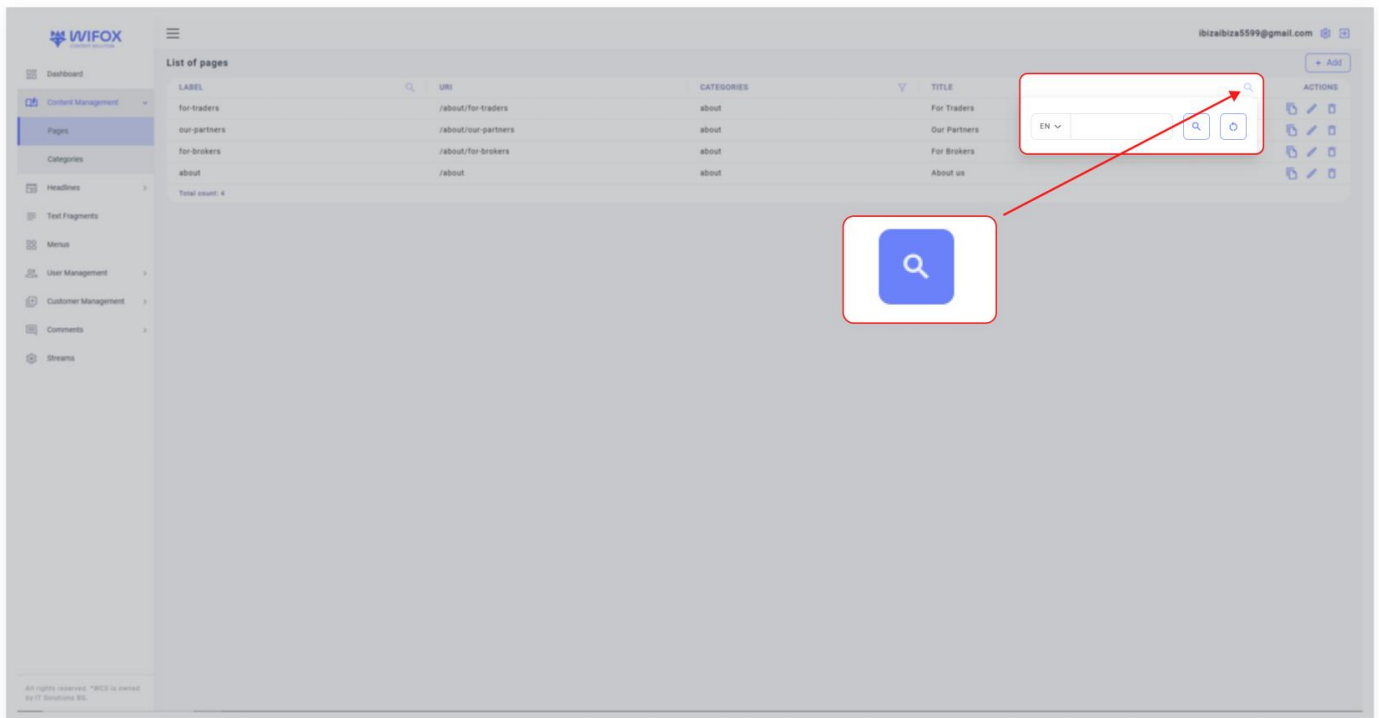 WIFOX
CONTENT SOLUTION
ibizaibiza5599@gmail.com
Dashboard
Content Management
Pages
Categories
Headlines
Text Fragments
Menus
User Management
Customer Management
Comments
Streams
All rights reserved. *WCS is owned
by IT Solutions BG.
List of pages
+ Add
LABEL URI CATEGORIES TITLE ACTIONS
for-traders /about/for-traders about For Traders
our-partners /about/our-partners about Our Partners
for-brokers /about/for-brokers about For Brokers
about /about about About us
Total count: 4
EN